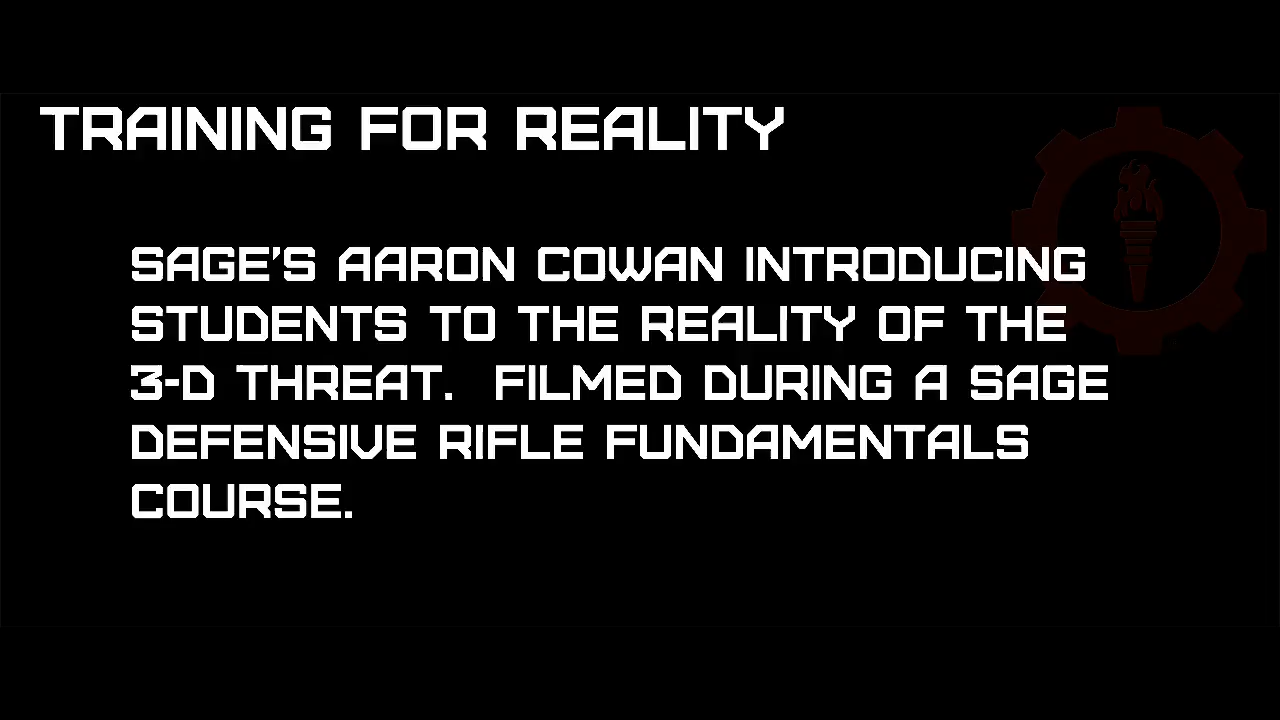 TRAINING FOR REALITY
SAGE'S AARON COWAN INTRODUCING
STUDENTS TO THE REALITY OF THE
3-D THREAT. FILMED DURING A SAGE
DEFENSIVE RIFLE FUNDAMENTALS
COURSE.